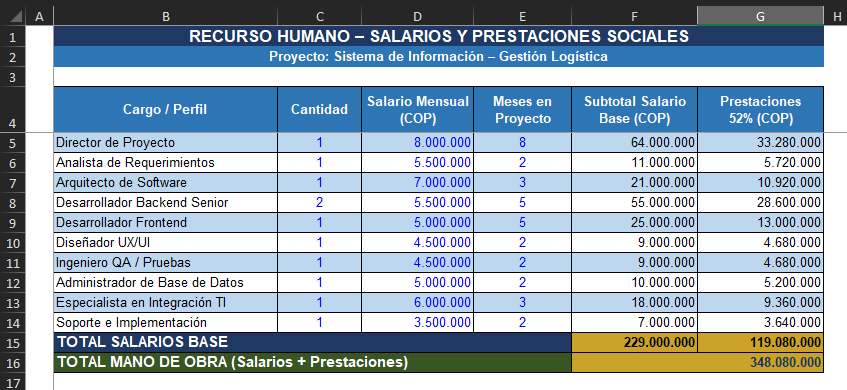 A B C D E F G H
1 RECURSO HUMANO – SALARIOS Y PRESTACIONES SOCIALES
2 Proyecto: Sistema de Información – Gestión Logística
3
4 Cargo / Perfil Cantidad Salario Mensual (COP) Meses en Proyecto Subtotal Salario Base (COP) Prestaciones 52% (COP)
5 Director de Proyecto 1 8.000.000 8 64.000.000 33.280.000
6 Analista de Requerimientos 1 5.500.000 2 11.000.000 5.720.000
7 Arquitecto de Software 1 7.000.000 3 21.000.000 10.920.000
8 Desarrollador Backend Senior 2 5.500.000 5 55.000.000 28.600.000
9 Desarrollador Frontend 1 5.000.000 5 25.000.000 13.000.000
10 Diseñador UX/UI 1 4.500.000 2 9.000.000 4.680.000
11 Ingeniero QA / Pruebas 1 4.500.000 2 9.000.000 4.680.000
12 Administrador de Base de Datos 1 5.000.000 2 10.000.000 5.200.000
13 Especialista en Integración TI 1 6.000.000 3 18.000.000 9.360.000
14 Soporte e Implementación 1 3.500.000 2 7.000.000 3.640.000
15 TOTAL SALARIOS BASE 229.000.000 119.080.000
16 TOTAL MANO DE OBRA (Salarios + Prestaciones) 348.080.000
17